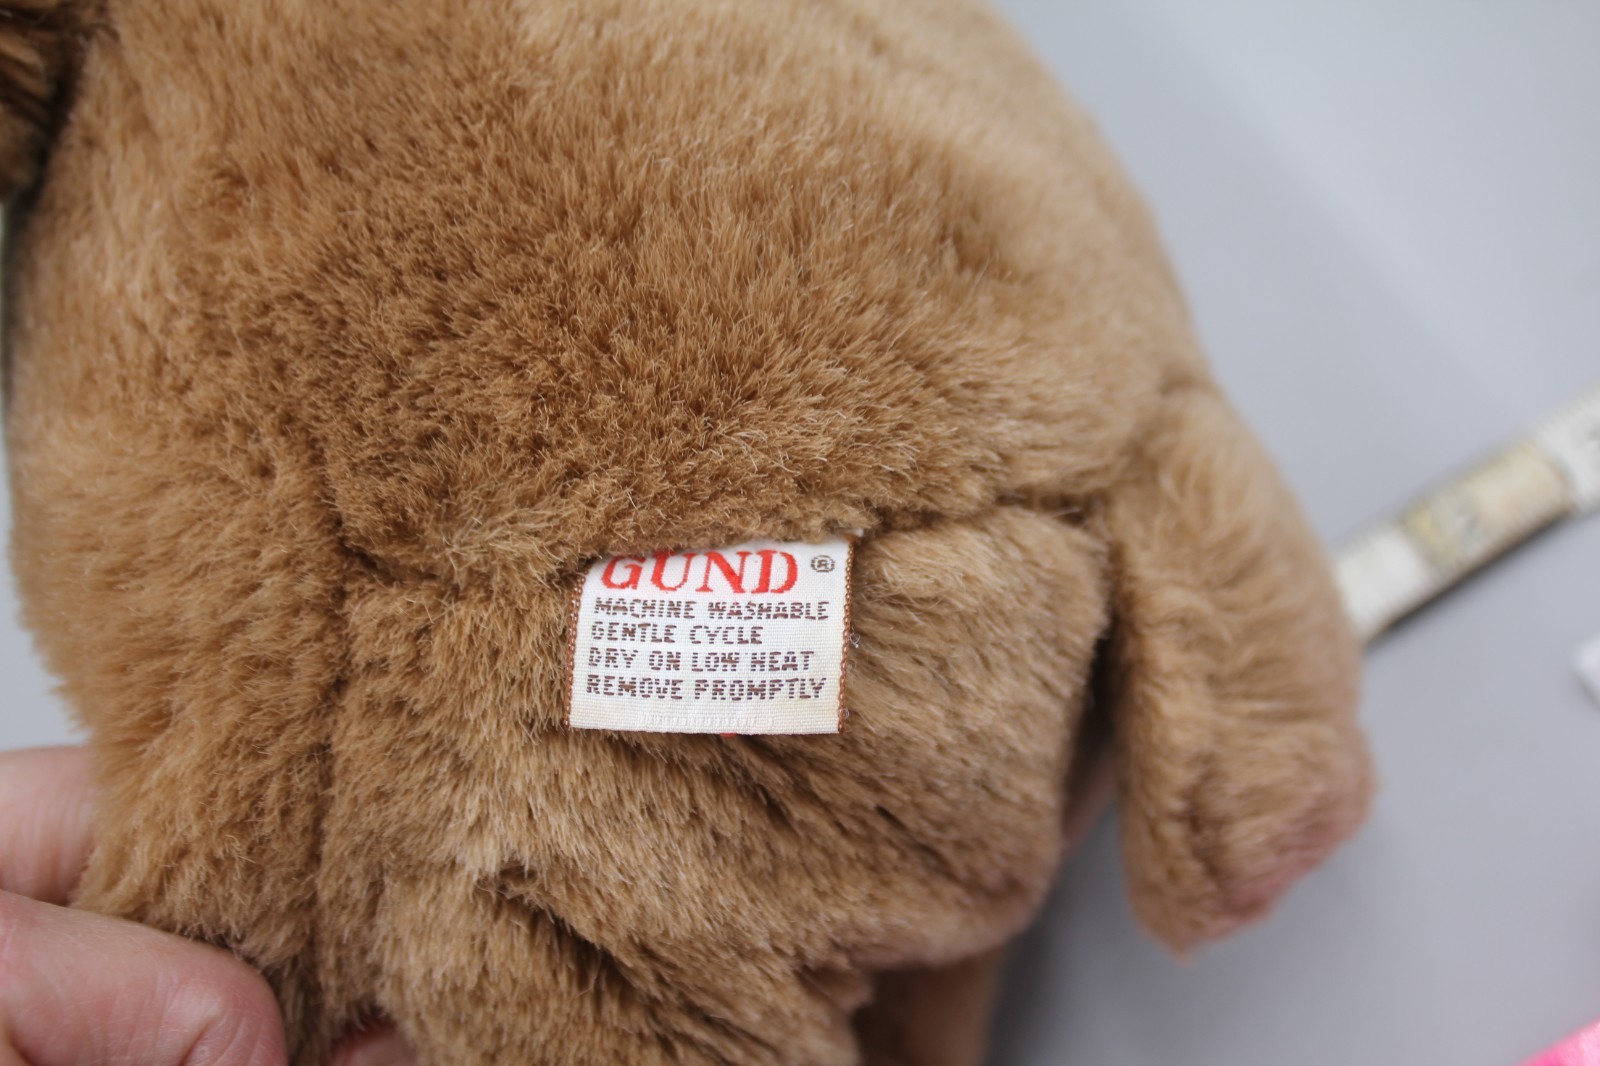 GUND ®
MACHINE WASHABLE
GENTLE CYCLE
DRY ON LOW HEAT
REMOVE PROMPTLY